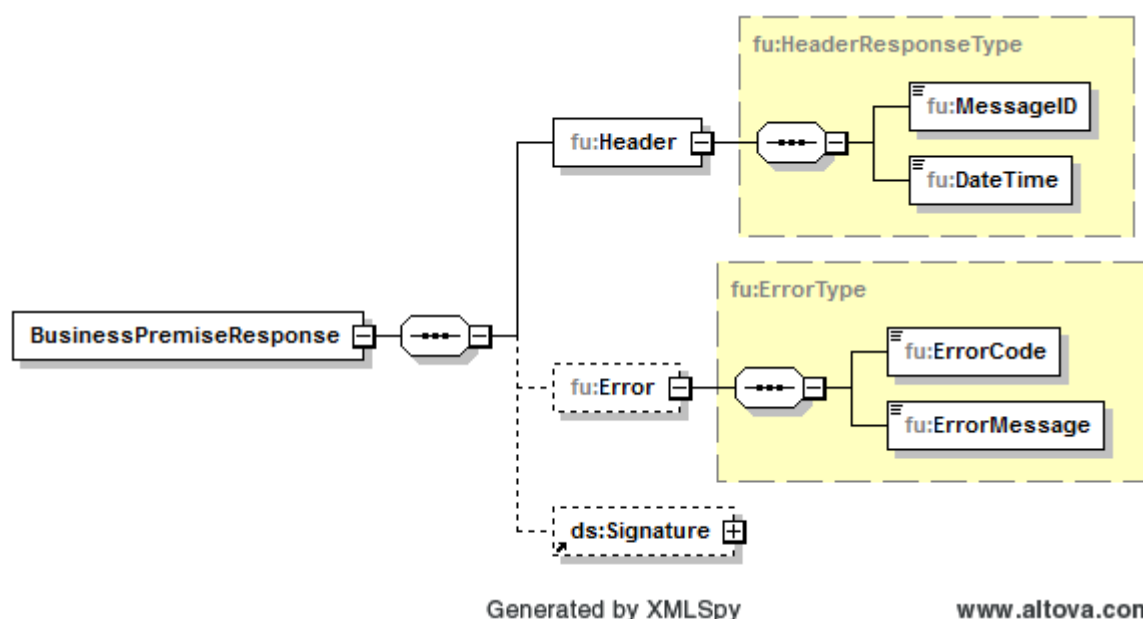 fu:HeaderResponseType
fu:MessageID
fu:Header
fu:DateTime
fu:ErrorType
BusinessPremiseResponse
fu:ErrorCode
fu:Error
fu:ErrorMessage
ds:Signature
Generated by XMLSpy www.altova.com